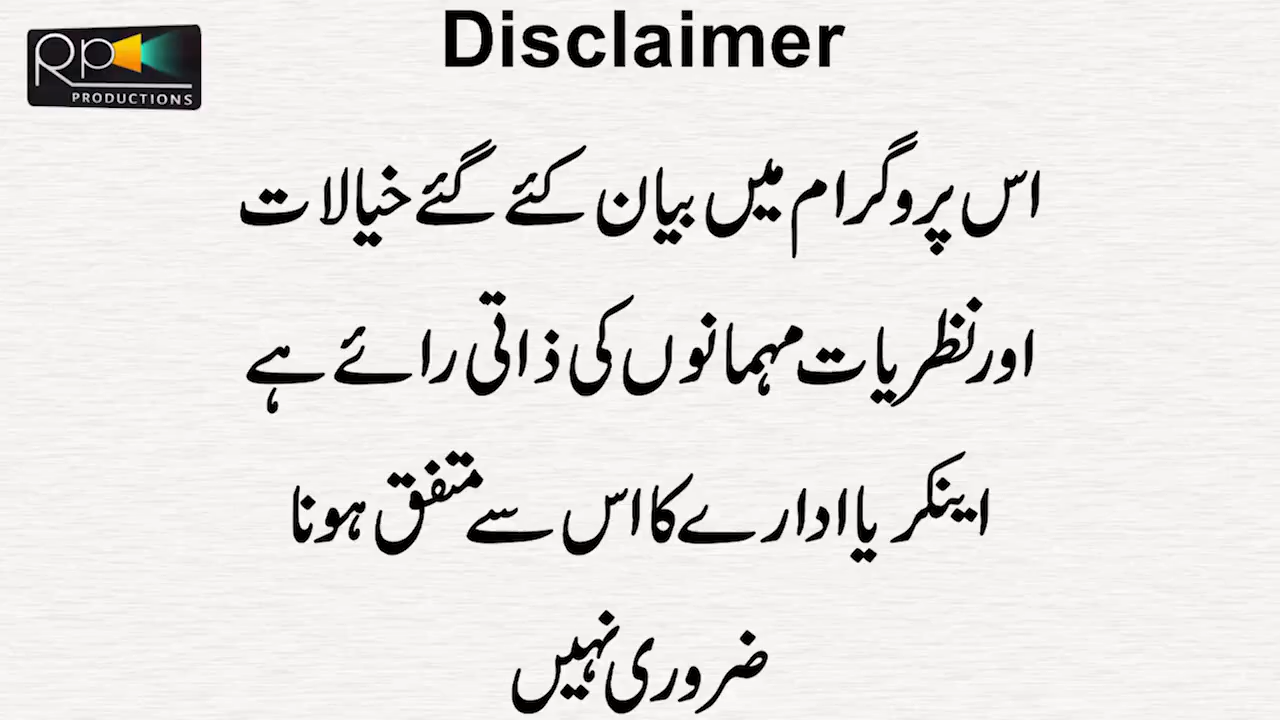 Rp
PRODUCTIONS
Disclaimer
اس پروگرام میں بیان کئے گئے خیالات
اور نظریات مہمانوں کی ذاتی رائے ہے
اینکر یا ادارے کا اس سے متفق ہونا
ضروری نہیں